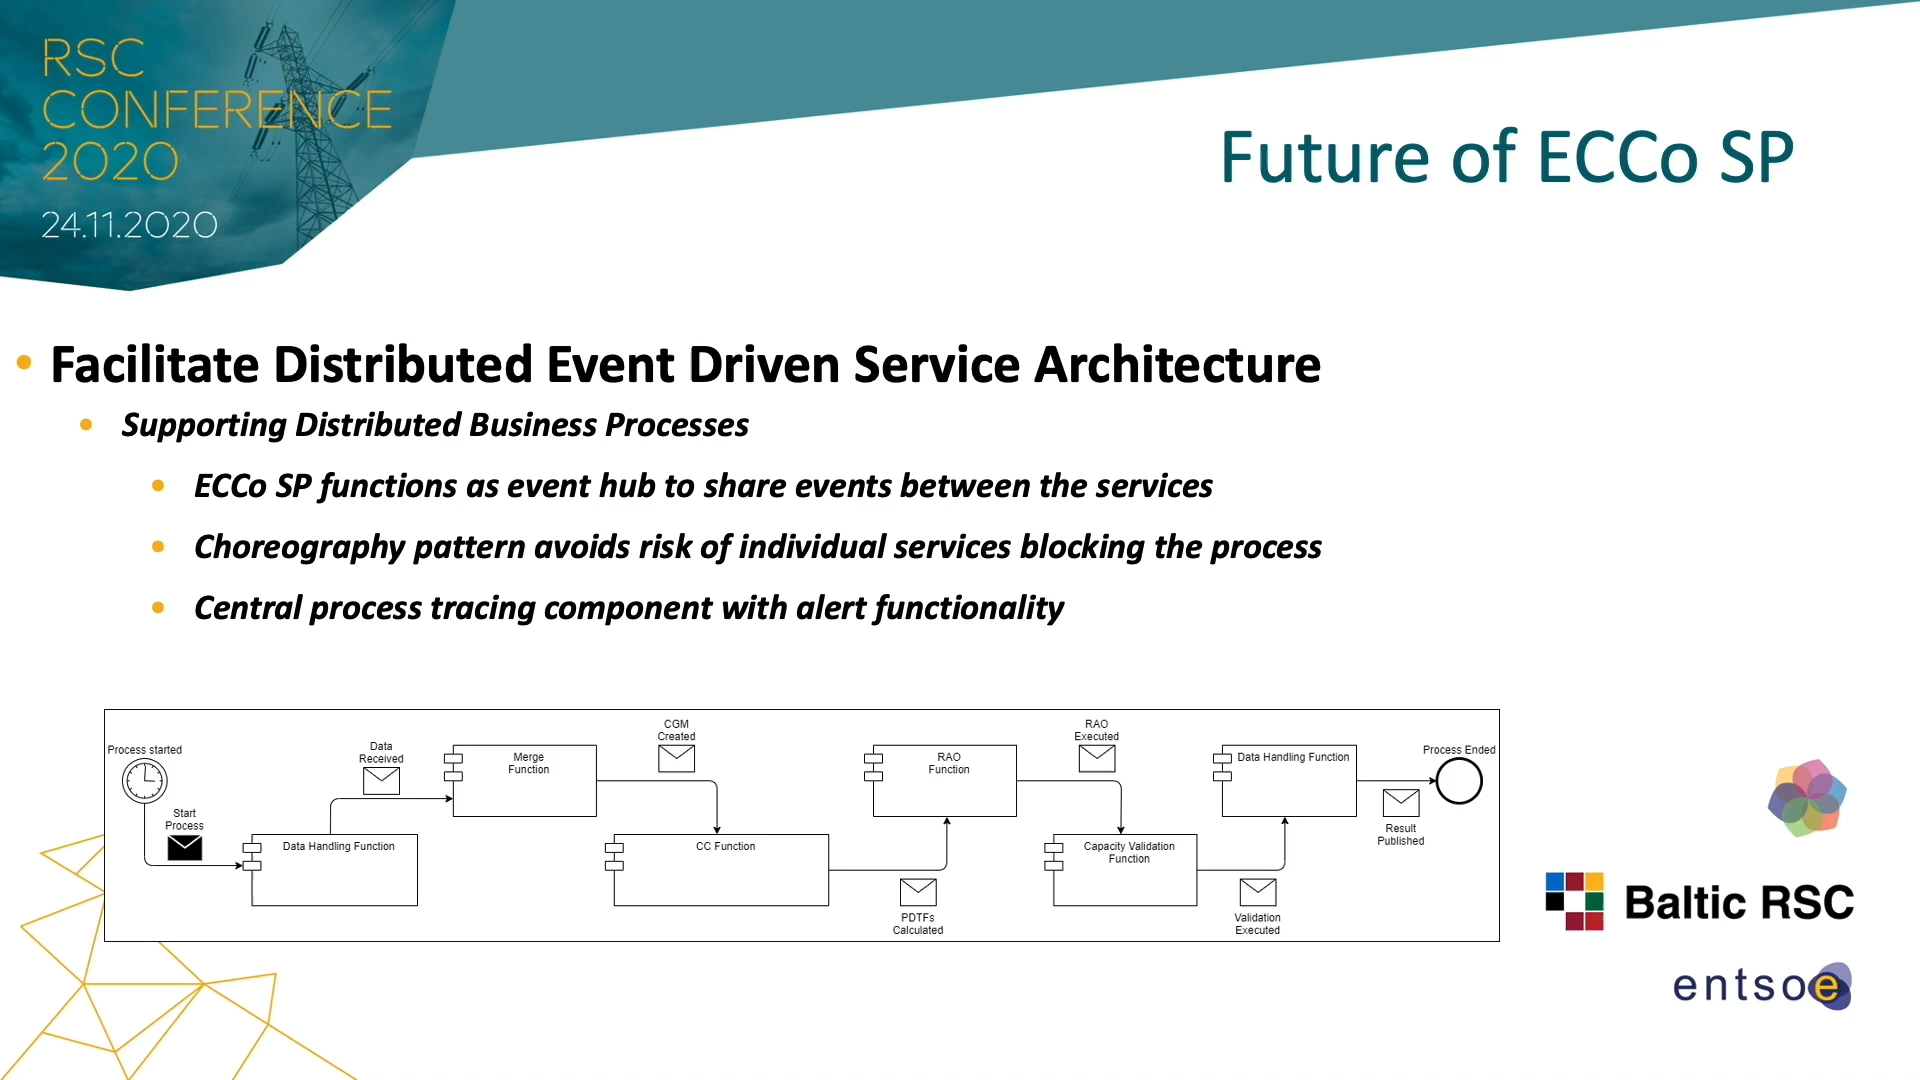 RSC
CONFERENCE
2020
24.11.2020
Future of ECCo SP
• Facilitate Distributed Event Driven Service Architecture
• Supporting Distributed Business Processes
• ECCo SP functions as event hub to share events between the services
• Choreography pattern avoids risk of individual services blocking the process
• Central process tracing component with alert functionality
Process started
Start
Process
Data Handling Function
Data
Received
Merge
Function
CGM
Created
CC Function
PDTFs
Calculated
RAO
Function
RAO
Executed
Capacity Validation
Function
Validation
Executed
Data Handling Function
Result
Published
Process Ended
Baltic RSC
entsoe